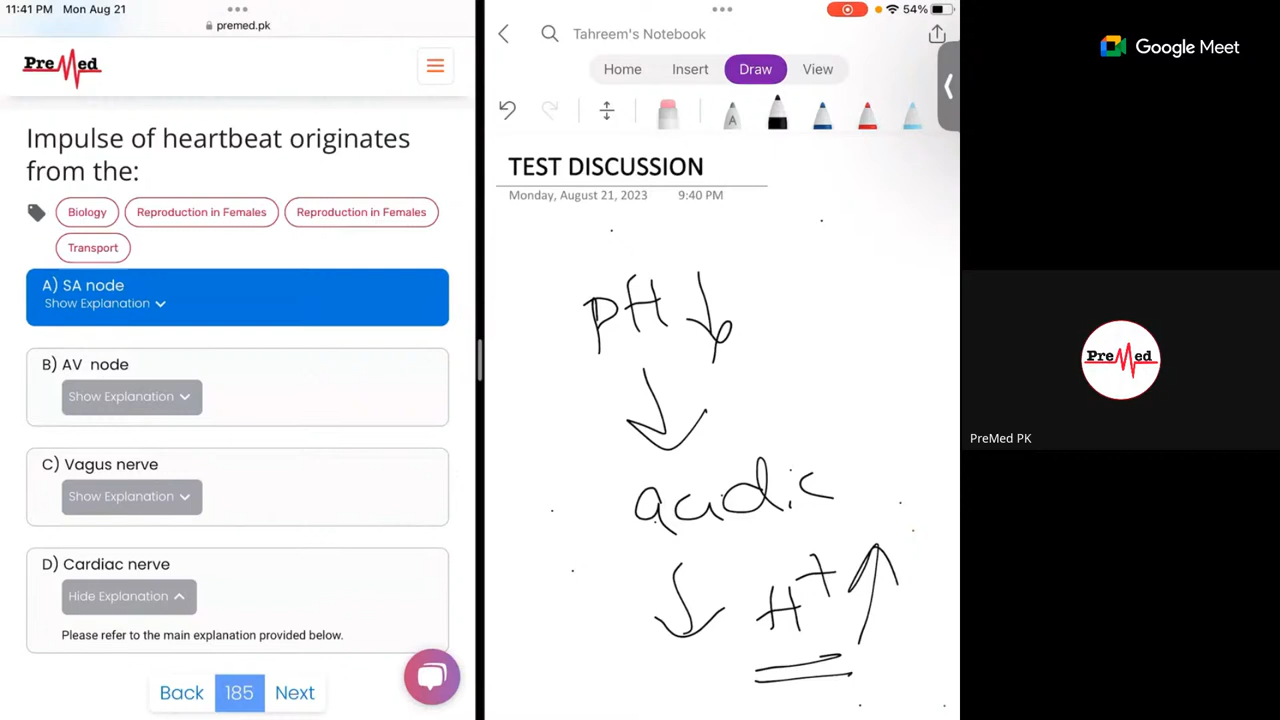 11:41 PM Mon Aug 21
premed.pk
PreMed
Impulse of heartbeat originates
from the:
Biology
Reproduction in Females
Reproduction in Females
Transport
A) SA node
Show Explanation
B) AV node
Show Explanation
C) Vagus nerve
Show Explanation
D) Cardiac nerve
Hide Explanation
Please refer to the main explanation provided below.
Back
185
Next
54%
Tahreem's Notebook
Home
Insert
Draw
View
A
TEST DISCUSSION
Monday, August 21, 2023
9:40 PM
pH ↓
↓
acidic
↓ H+ ↑
Google Meet
PreMed
PreMed PK